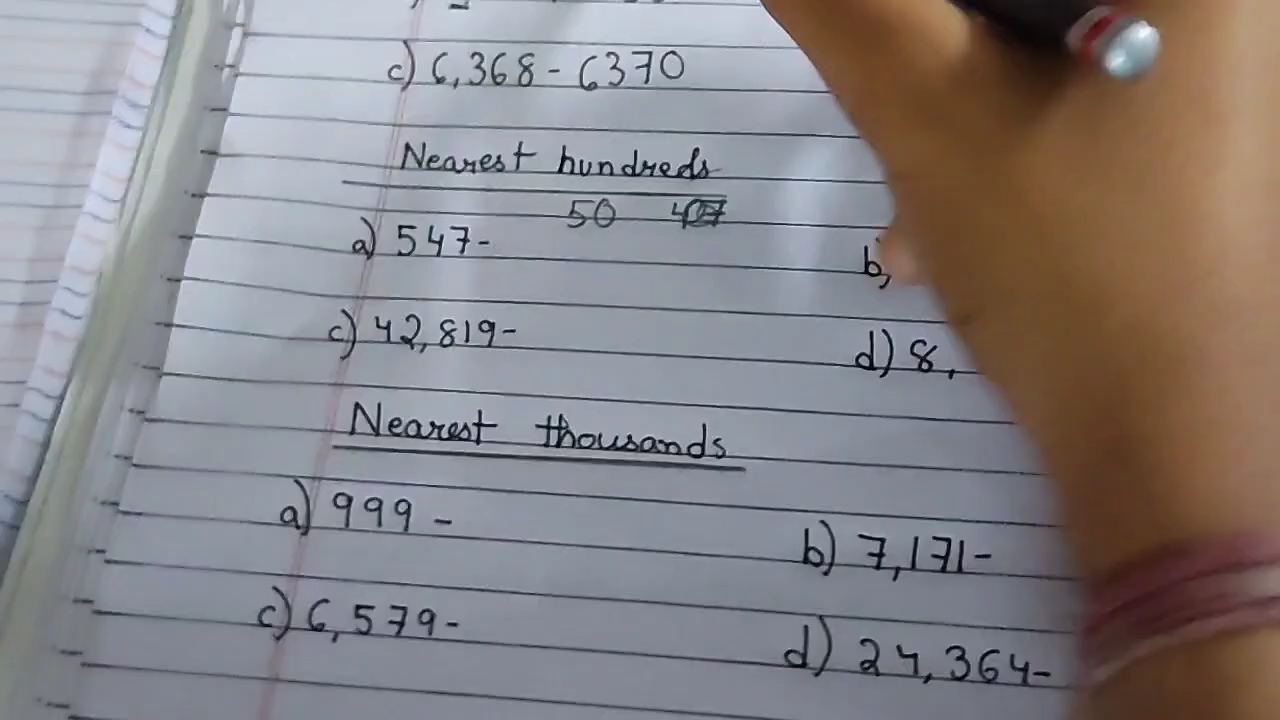 c) 6,368 - 6370
Nearest hundreds
50
a) 547- b)
c) 42,819- d) 8,
Nearest thousands
a) 999 - b) 7,171-
c) 6,579- d) 24,364-